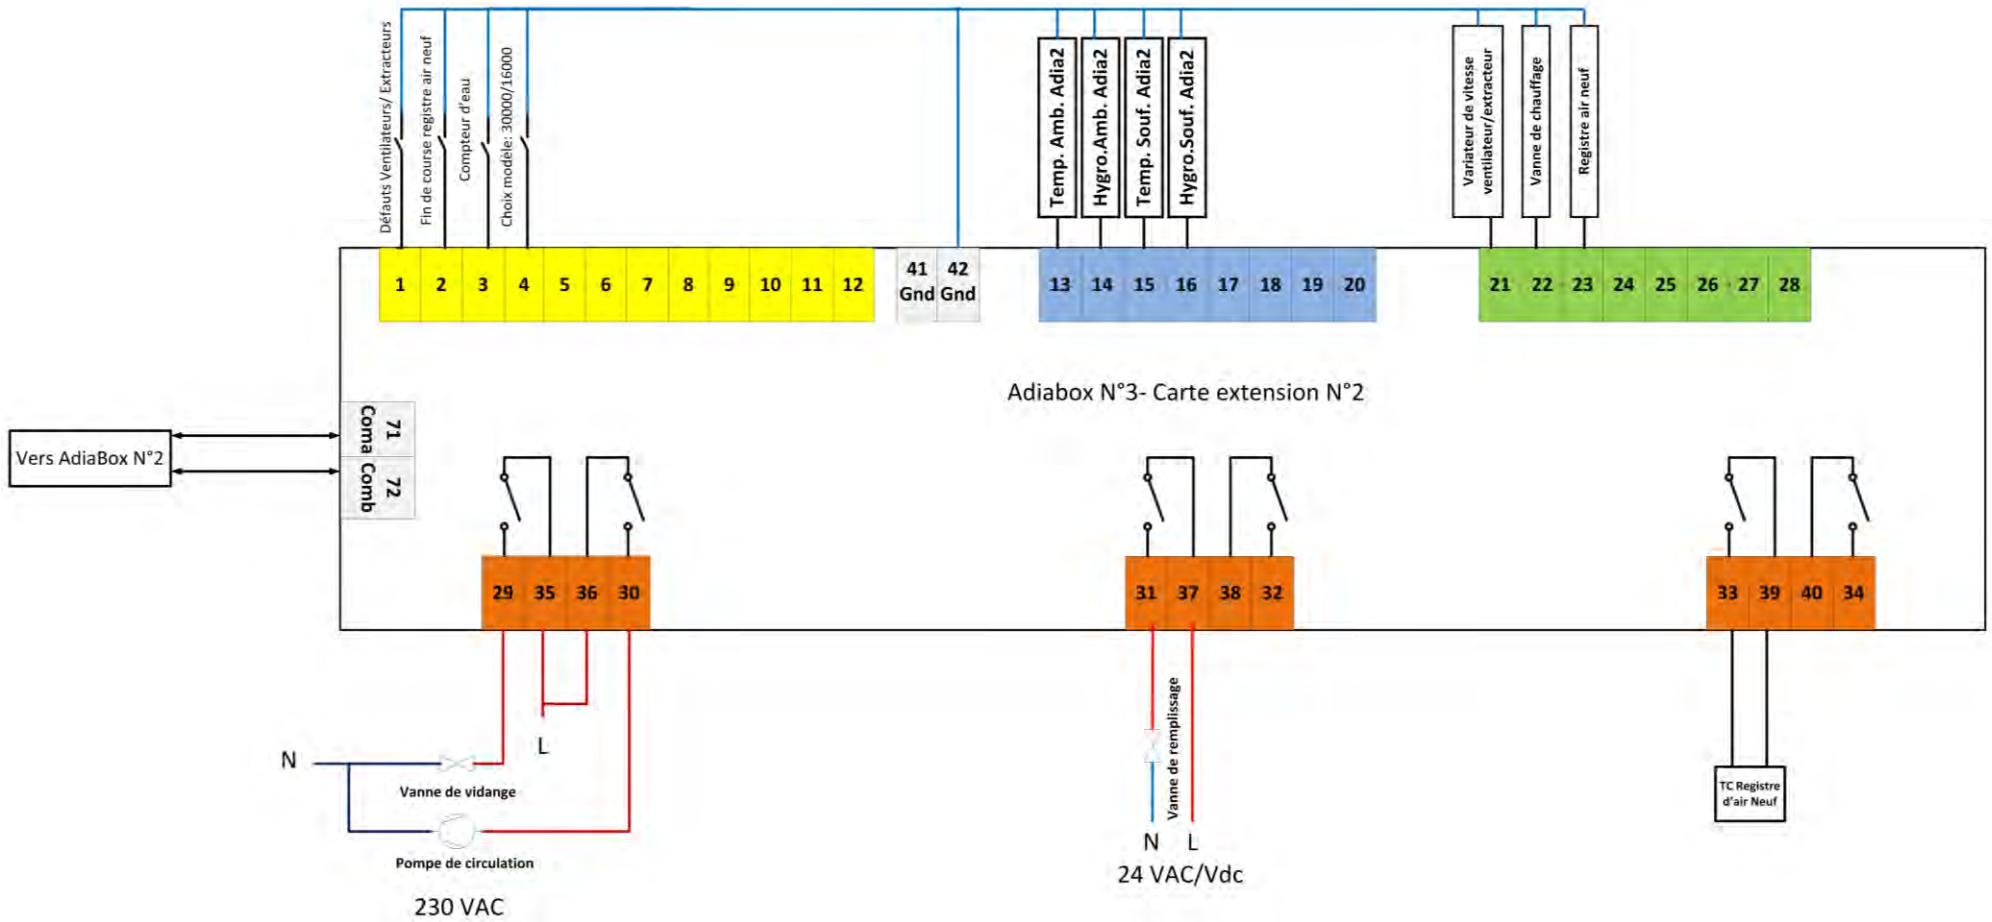 Défauts Ventilateurs/ Extracteurs
Fin de course registre air neuf
Compteur d'eau
Choix modèle: 30000/16000
Temp. Amb. Adia2
Hygro.Amb. Adia2
Temp. Souf. Adia2
Hygro.Souf. Adia2
Variateur de vitesse
ventilateur/extracteur
Vanne de chauffage
Registre air neuf
1 2 3 4 5 6 7 8 9 10 11 12
41 42
Gnd Gnd
13 14 15 16 17 18 19 20
21 22 23 24 25 26 27 28
Adiabox N°3- Carte extension N°2
71
Coma
72
Comb
Vers AdiaBox N°2
29 35 36 30
31 37 38 32
33 39 40 34
N
L
Vanne de vidange
Pompe de circulation
230 VAC
Vanne de remplissage
N L
24 VAC/Vdc
TC Registre
d'air Neuf